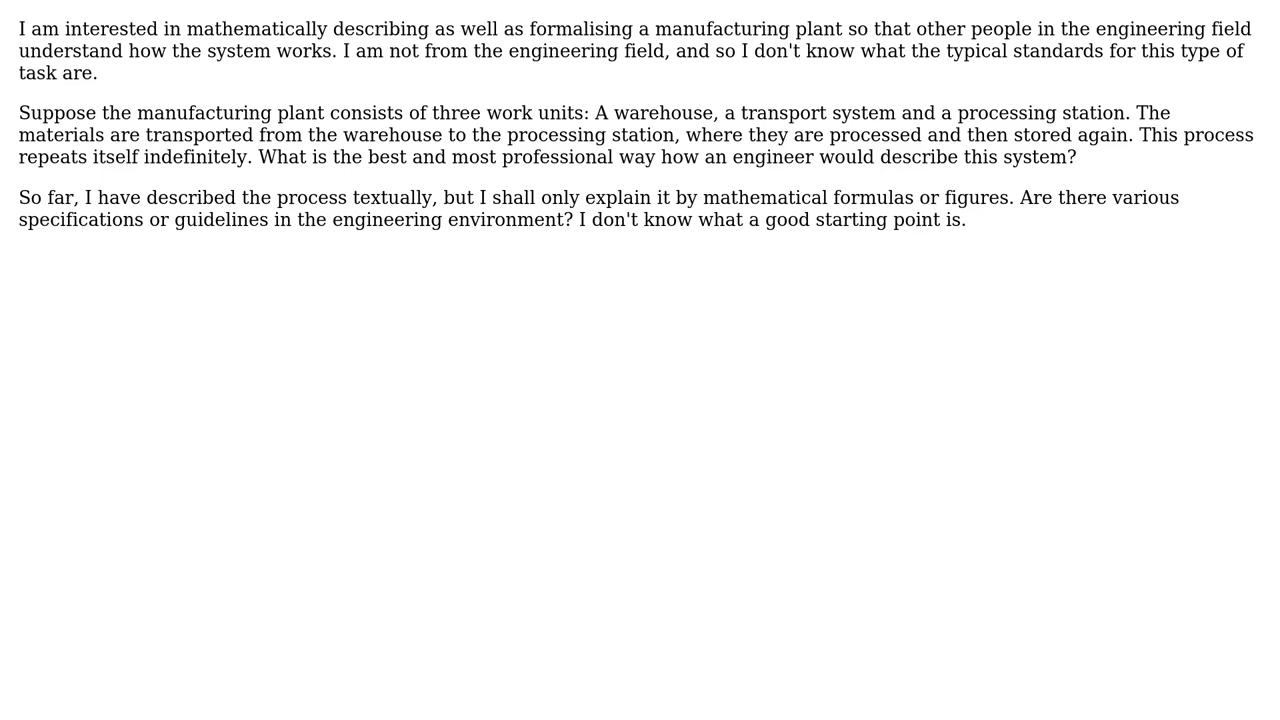 I am interested in mathematically describing as well as formalising a manufacturing plant so that other people in the engineering field
understand how the system works. I am not from the engineering field, and so I don't know what the typical standards for this type of
task are.
Suppose the manufacturing plant consists of three work units: A warehouse, a transport system and a processing station. The
materials are transported from the warehouse to the processing station, where they are processed and then stored again. This process
repeats itself indefinitely. What is the best and most professional way how an engineer would describe this system?
So far, I have described the process textually, but I shall only explain it by mathematical formulas or figures. Are there various
specifications or guidelines in the engineering environment? I don't know what a good starting point is.